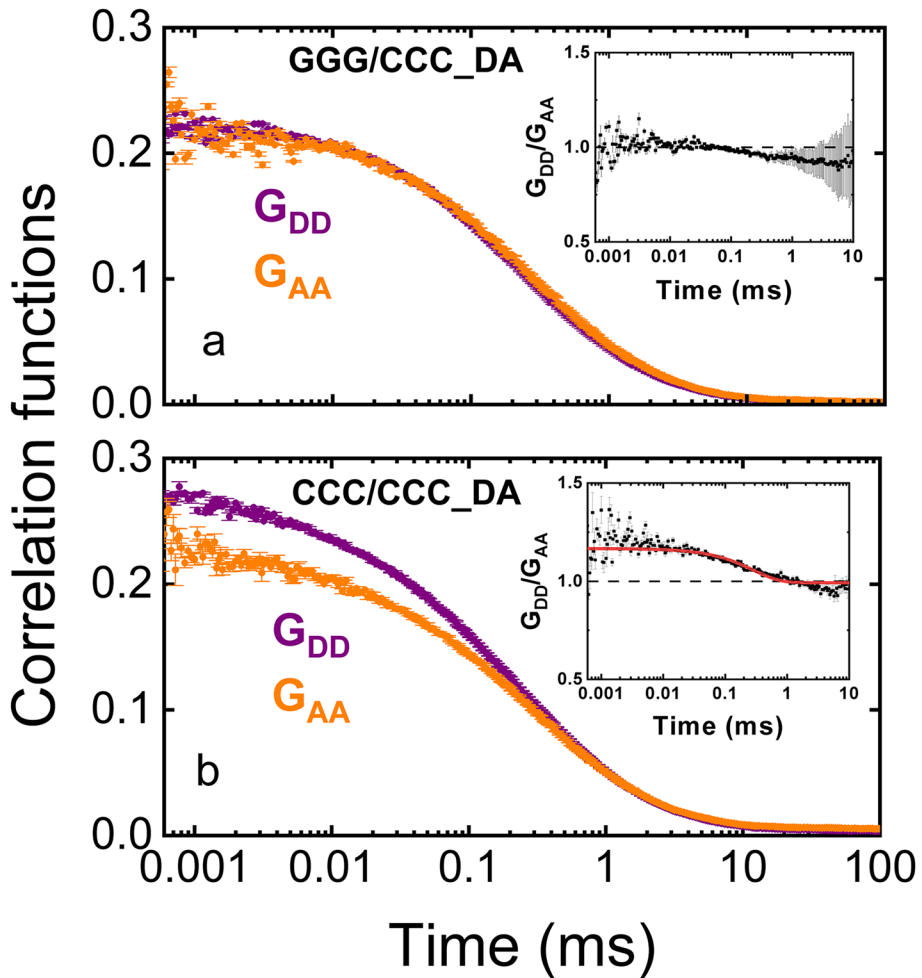 Correlation functions
0.3
0.2
0.1
0.0
GGG/CCC_DA
G_DD
G_AA
a
G_DD/G_AA
1.5
1.0
0.5
0.001 0.01 0.1 1 10
Time (ms)
0.3
0.2
0.1
0.0
CCC/CCC_DA
G_DD
G_AA
b
G_DD/G_AA
1.5
1.0
0.5
0.001 0.01 0.1 1 10
Time (ms)
0.001 0.01 0.1 1 10 100
Time (ms)